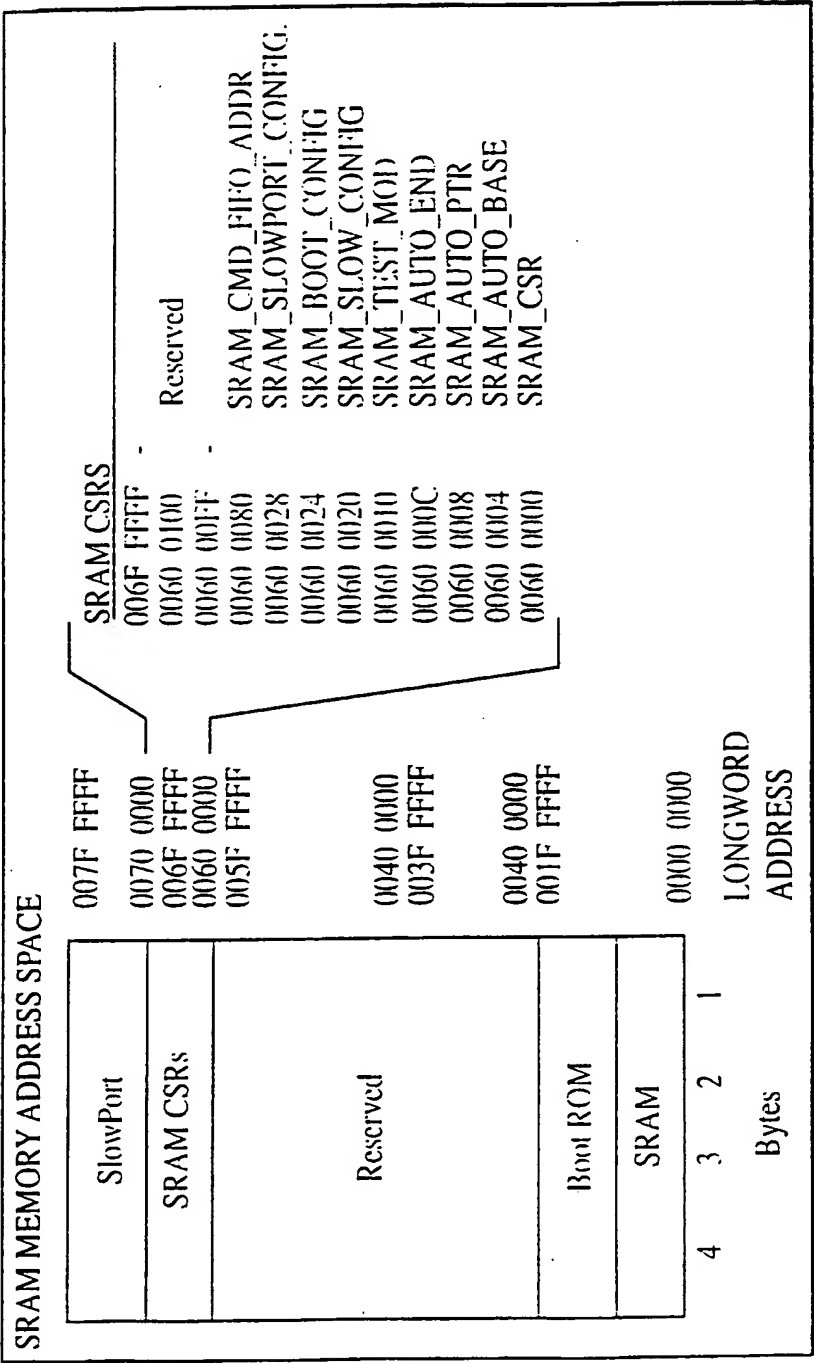 SRAM MEMORY ADDRESS SPACE
SlowPort
SRAM CSRs
Reserved
Boot ROM
SRAM
4 3 2 1
Bytes
007F FFFF
0070 0000
006F FFFF
0060 0000
005F FFFF
0040 0000
003F FFFF
0040 0000
001F FFFF
0000 0000
LONGWORD
ADDRESS
SRAM CSRS
006F FFFF -
0060 0100 Reserved
0060 00FF -
0060 0080 SRAM_CMD_FIFO_ADDR
0060 0028 SRAM_SLOWPORT_CONFIG.
0060 0024 SRAM_BOOT_CONFIG
0060 0020 SRAM_SLOW_CONFIG
0060 0010 SRAM_TEST_MOD
0060 000C SRAM_AUTO_END
0060 0008 SRAM_AUTO_PTR
0060 0004 SRAM_AUTO_BASE
0060 0000 SRAM_CSR